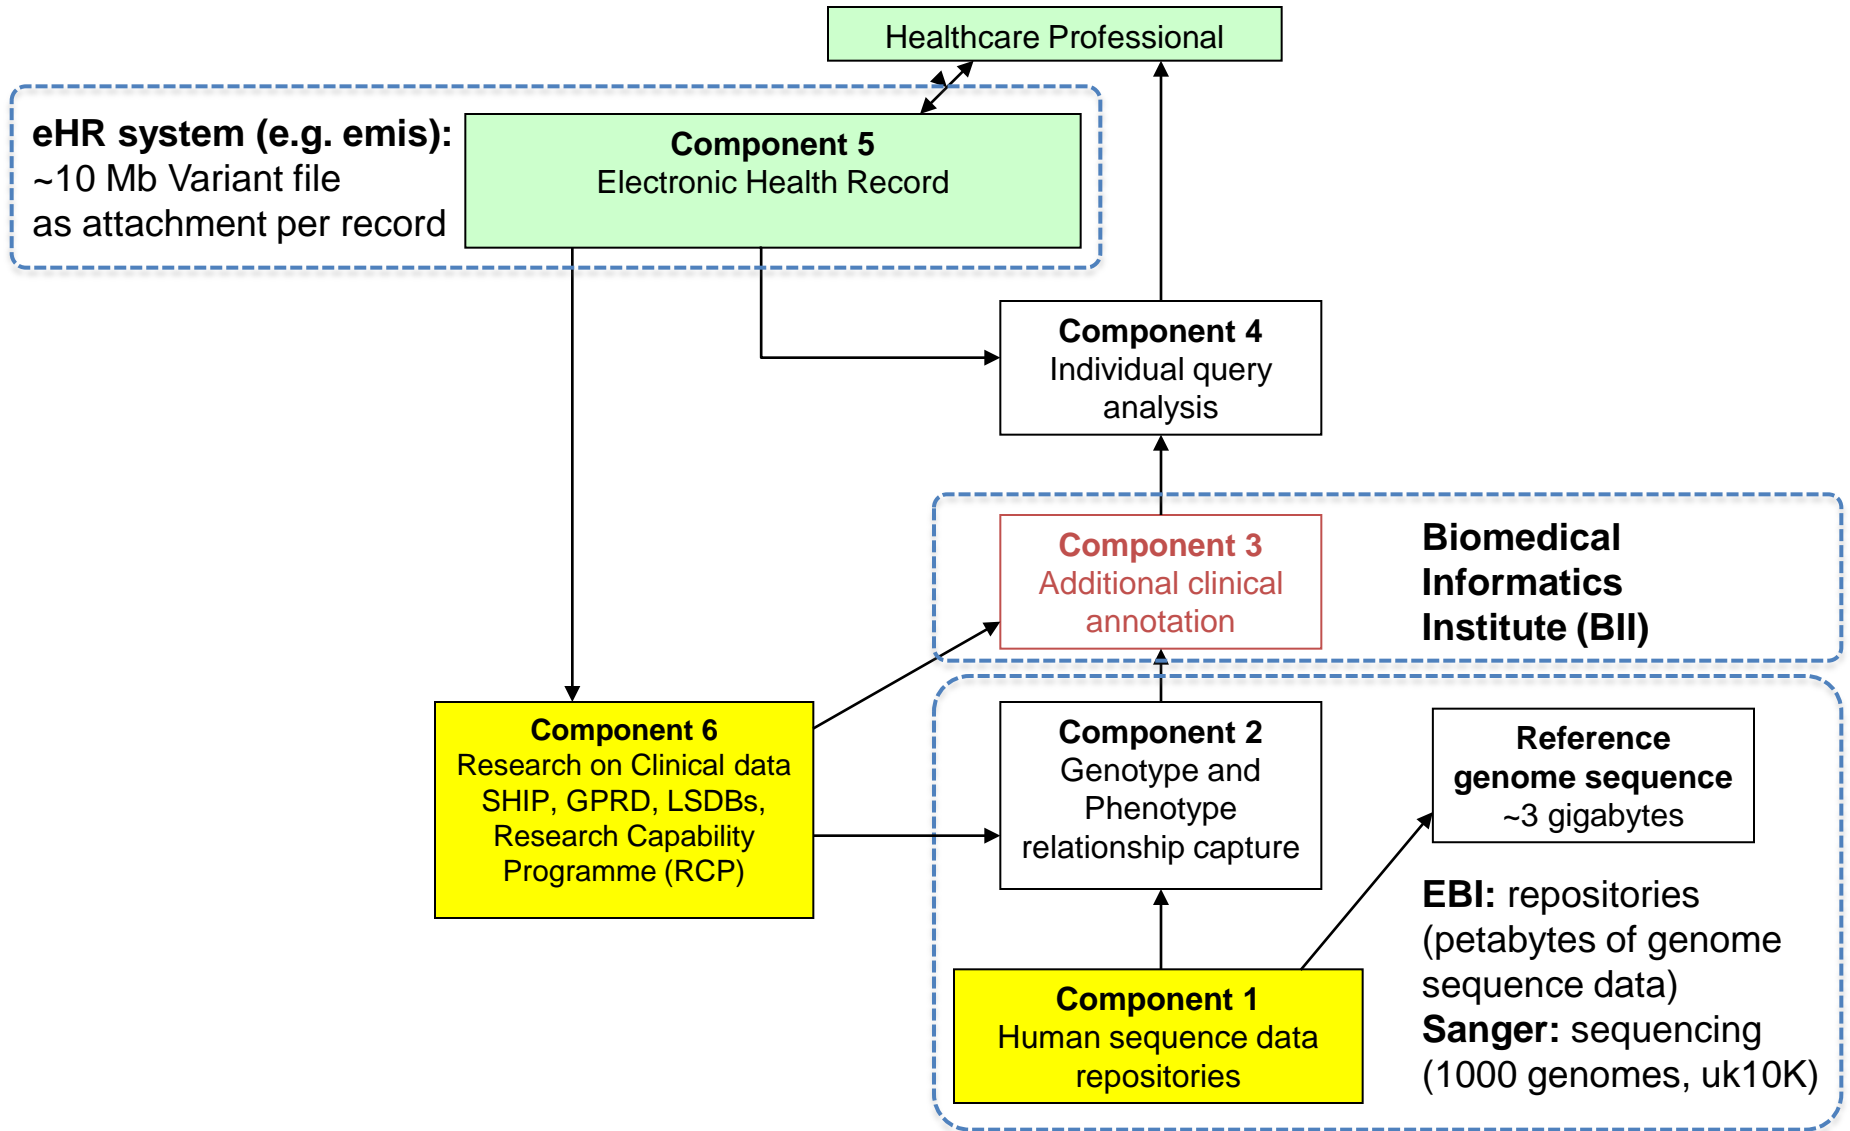 Healthcare Professional
eHR system (e.g. emis):
~10 Mb Variant file
as attachment per record
Component 5
Electronic Health Record
Component 4
Individual query
analysis
Component 3
Additional clinical
annotation
Biomedical
Informatics
Institute (BII)
Component 6
Research on Clinical data
SHIP, GPRD, LSDBs,
Research Capability
Programme (RCP)
Component 2
Genotype and
Phenotype
relationship capture
Reference
genome sequence
~3 gigabytes
EBI: repositories
(petabytes of genome
sequence data)
Sanger: sequencing
(1000 genomes, uk10K)
Component 1
Human sequence data
repositories